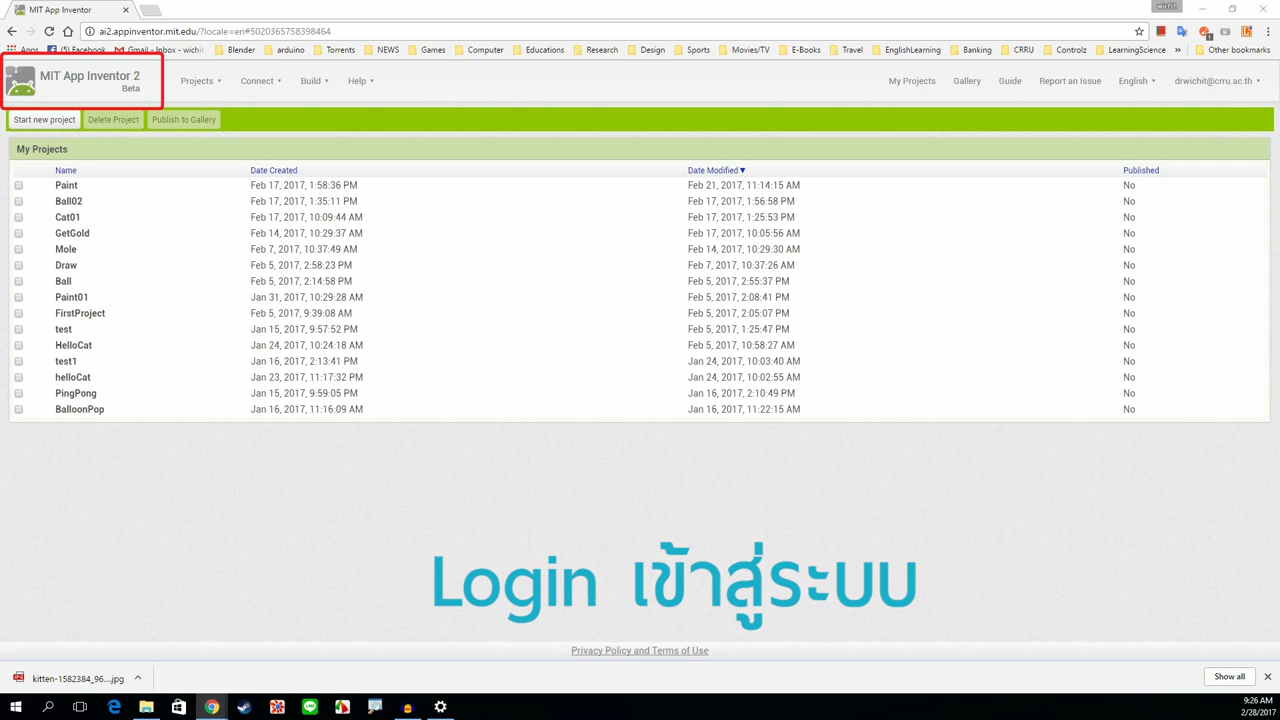 MIT App Inventor
wichit
ai2.appinventor.mit.edu/?locale=en#5020365758398464
Apps (5) Facebook Gmail - Inbox - wichit Blender arduino Torrents NEWS Games Computer Educations Research Design Sports Movies/TV E-Books Travel EnglishLearning Banking CRRU Controlz LearningScience » Other bookmarks
MIT App Inventor 2
Beta
Projects Connect Build Help My Projects Gallery Guide Report an Issue English drwichit@crru.ac.th
Start new project Delete Project Publish to Gallery
My Projects
Name Date Created Date Modified▼ Published
Paint Feb 17, 2017, 1:58:36 PM Feb 21, 2017, 11:14:15 AM No
Ball02 Feb 17, 2017, 1:35:11 PM Feb 17, 2017, 1:56:58 PM No
Cat01 Feb 17, 2017, 10:09:44 AM Feb 17, 2017, 1:25:53 PM No
GetGold Feb 14, 2017, 10:29:37 AM Feb 17, 2017, 10:05:56 AM No
Mole Feb 7, 2017, 10:37:49 AM Feb 14, 2017, 10:29:30 AM No
Draw Feb 5, 2017, 2:58:23 PM Feb 7, 2017, 10:37:26 AM No
Ball Feb 5, 2017, 2:14:58 PM Feb 5, 2017, 2:55:37 PM No
Paint01 Jan 31, 2017, 10:29:28 AM Feb 5, 2017, 2:08:41 PM No
FirstProject Feb 5, 2017, 9:39:08 AM Feb 5, 2017, 2:05:07 PM No
test Jan 15, 2017, 9:57:52 PM Feb 5, 2017, 1:25:47 PM No
HelloCat Jan 24, 2017, 10:24:18 AM Feb 5, 2017, 10:58:27 AM No
test1 Jan 16, 2017, 2:13:41 PM Jan 24, 2017, 10:03:40 AM No
helloCat Jan 23, 2017, 11:17:32 PM Jan 24, 2017, 10:02:55 AM No
PingPong Jan 15, 2017, 9:59:05 PM Jan 16, 2017, 2:10:49 PM No
BalloonPop Jan 16, 2017, 11:16:09 AM Jan 16, 2017, 11:22:15 AM No
Login เข้าสู่ระบบ
Privacy Policy and Terms of Use
kitten-1582384_96....jpg Show all
9:26 AM
2/28/2017